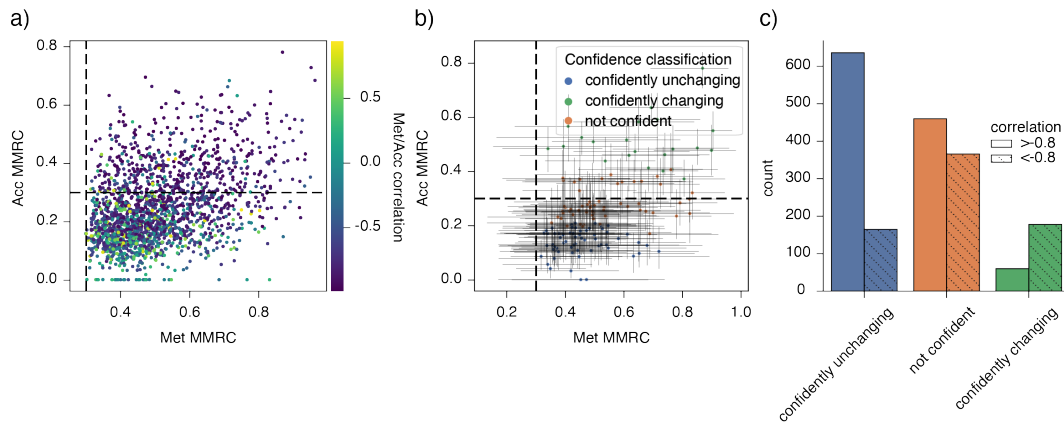 a)
0.8
0.6
0.4
0.2
0.0
Acc MMRC
0.4
0.6
0.8
Met MMRC
0.5
0.0
-0.5
Met/Acc correlation
b)
0.8
0.6
0.4
0.2
0.0
Acc MMRC
0.2
0.4
0.6
0.8
1.0
Met MMRC
Confidence classification
confidently unchanging
confidently changing
not confident
c)
600
500
400
300
200
100
0
count
correlation
>-0.8
<-0.8
confidently unchanging
not confident
confidently changing